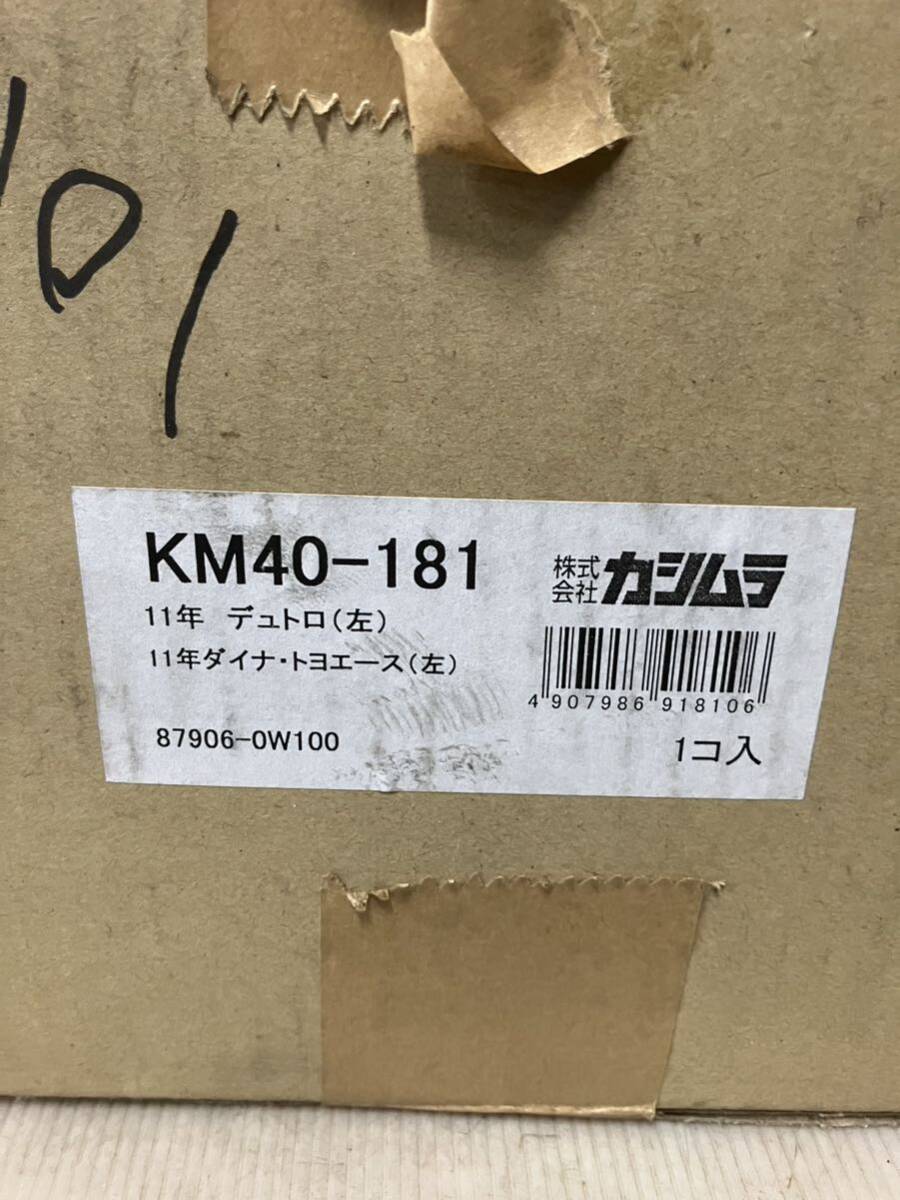 101
KM40-181
株式会社 カシムラ
11年 デュトロ(左)
11年ダイナ・トヨエース(左)
4 907986 918106
87906-0W100
1コ入